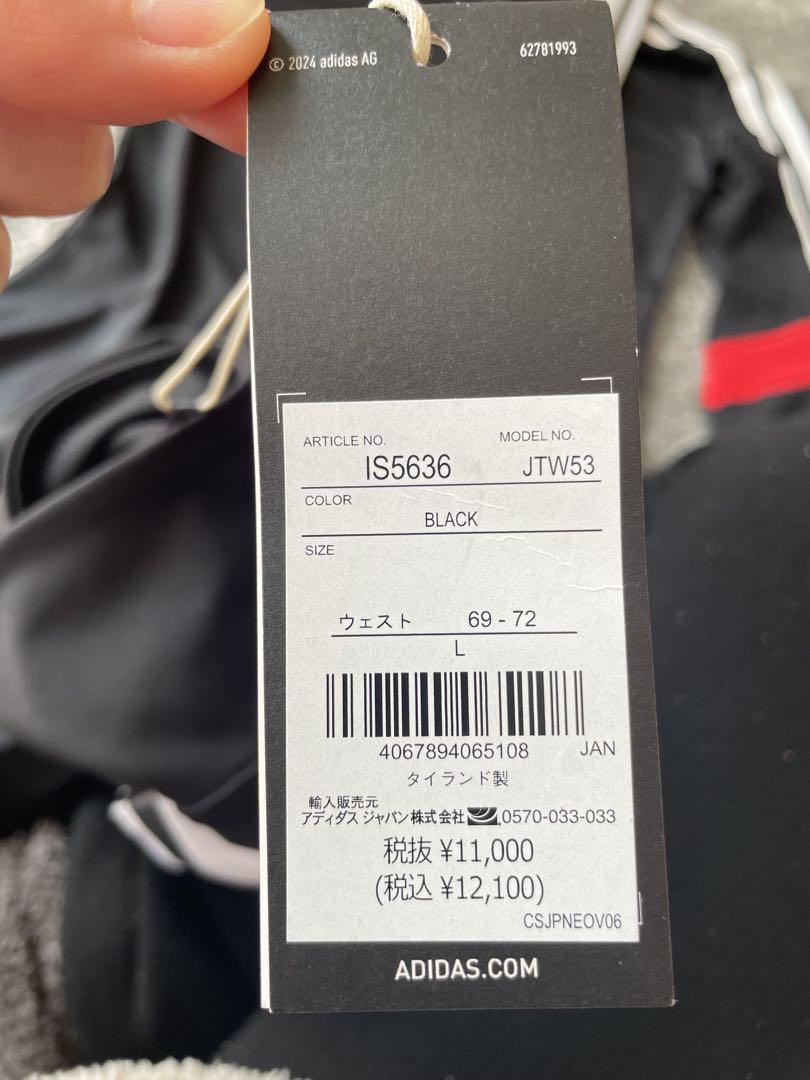 © 2024 adidas AG
62781993
ARTICLE NO.
MODEL NO.
IS5636
JTW53
COLOR
BLACK
SIZE
ウェスト 69 - 72
L
4067894065108 JAN
タイランド製
輸入販売元
アディダス ジャパン株式会社 0570-033-033
税抜 ¥11,000
(税込 ¥12,100)
CSJPNEOV06
ADIDAS.COM